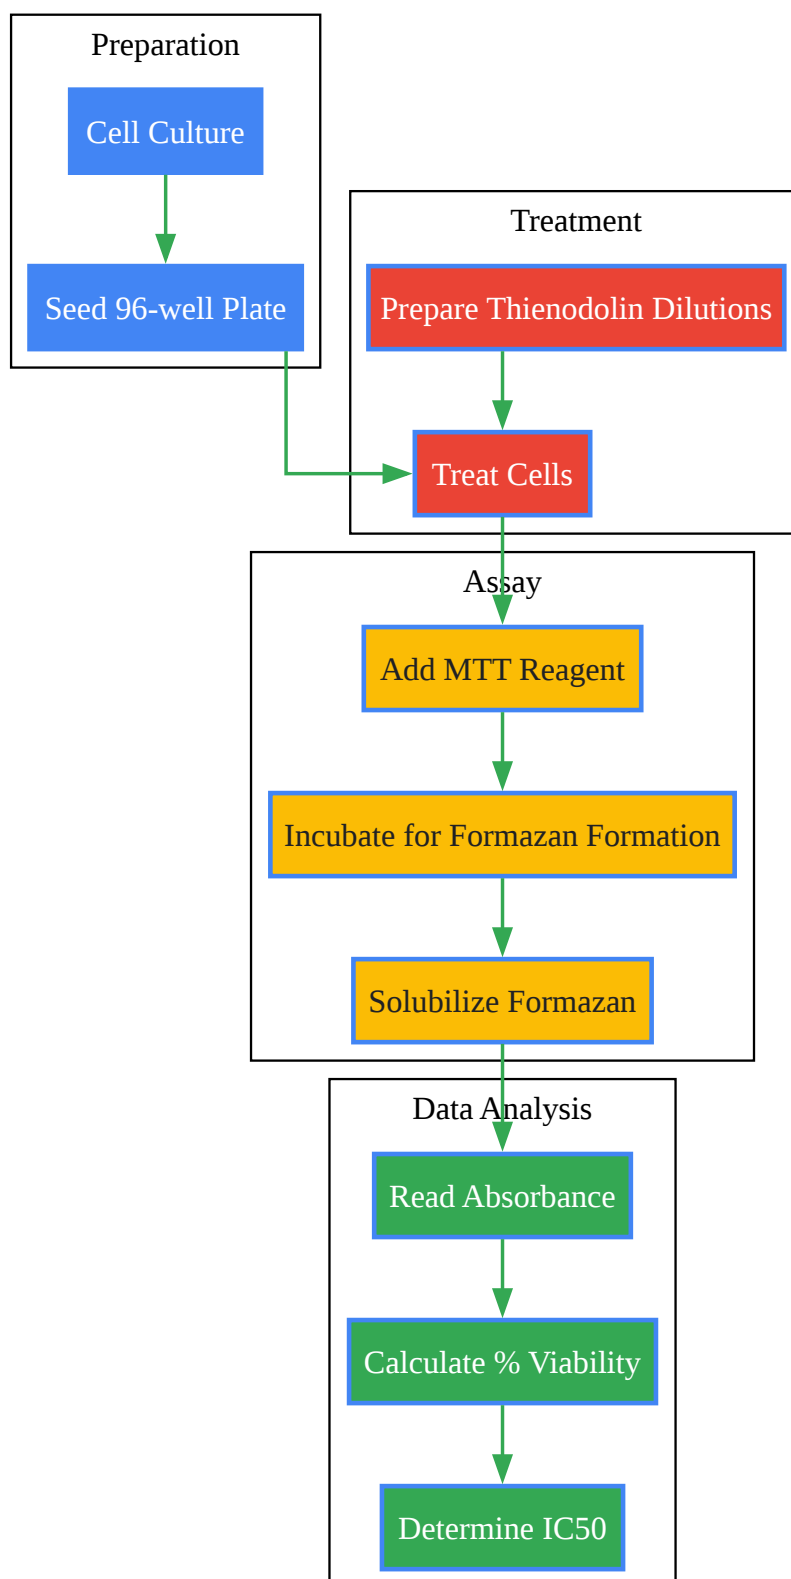 Preparation
Cell Culture
Seed 96-well Plate
Treatment
Prepare Thienodolin Dilutions
Treat Cells
Assay
Add MTT Reagent
Incubate for Formazan Formation
Solubilize Formazan
Data Analysis
Read Absorbance
Calculate % Viability
Determine IC50